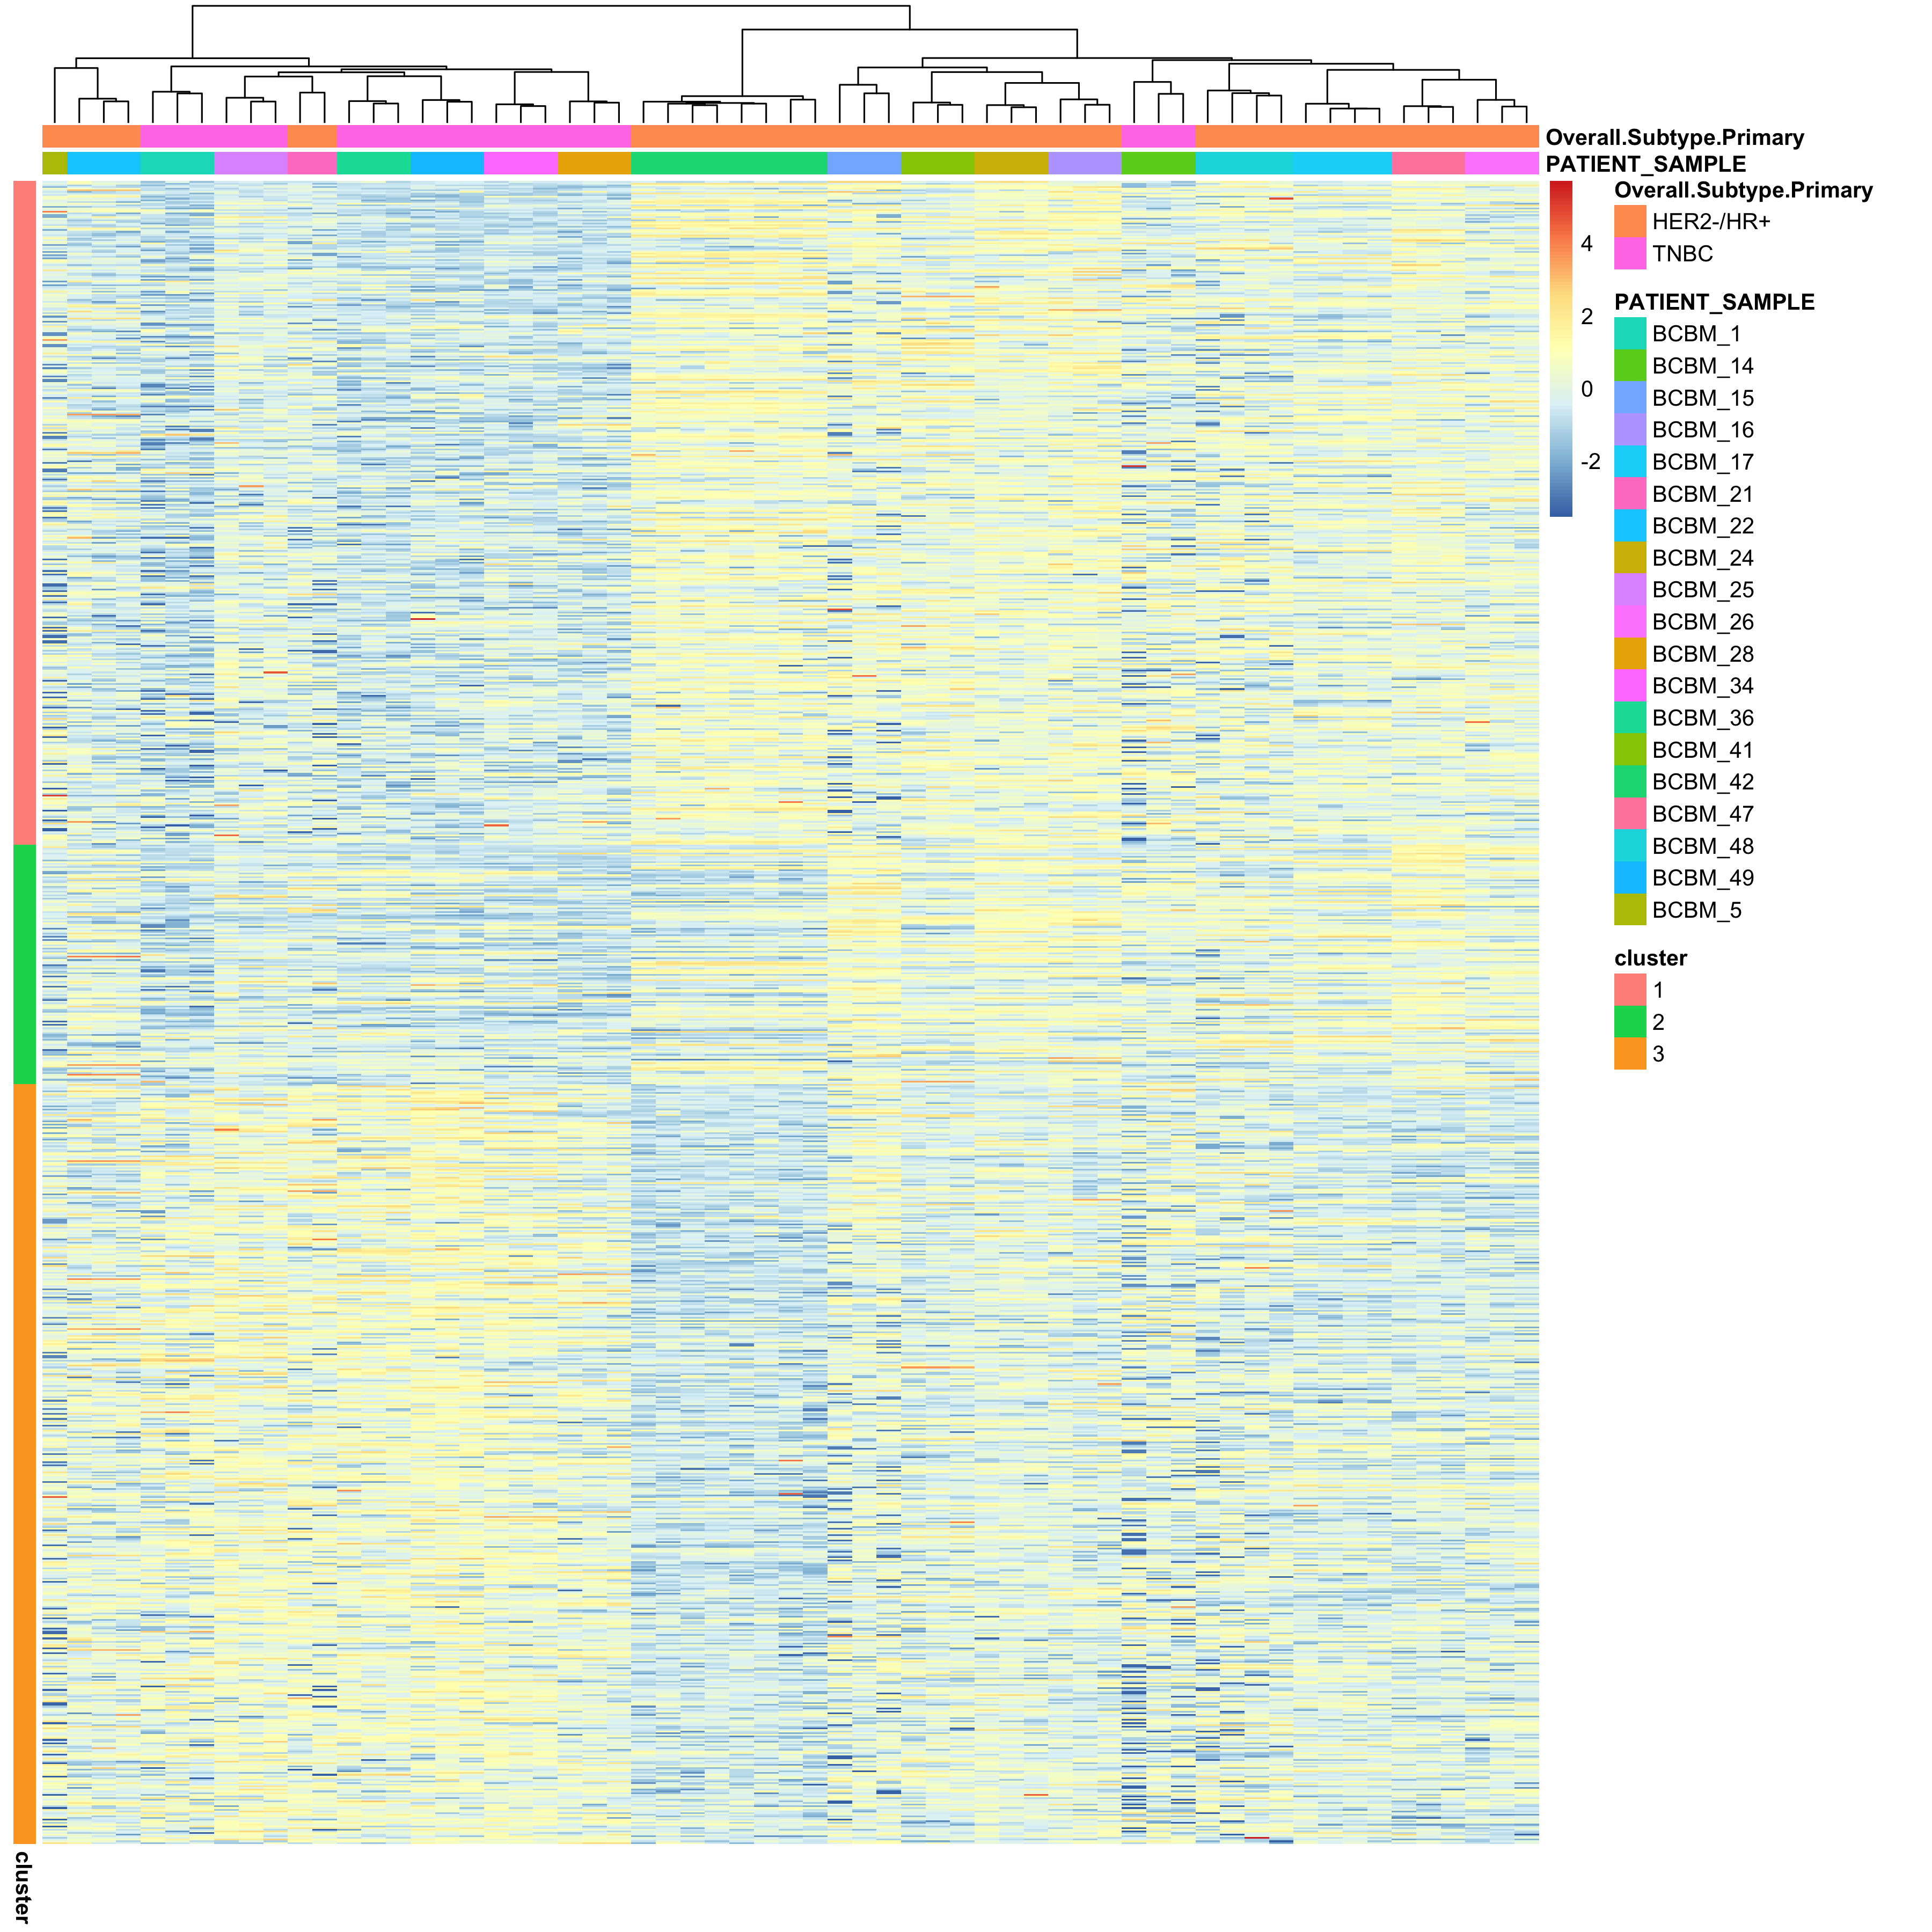 Overall.Subtype.Primary
PATIENT_SAMPLE
4
2
0
-2
Overall.Subtype.Primary
HER2-/HR+
TNBC
PATIENT_SAMPLE
BCBM_1
BCBM_14
BCBM_15
BCBM_16
BCBM_17
BCBM_21
BCBM_22
BCBM_24
BCBM_25
BCBM_26
BCBM_28
BCBM_34
BCBM_36
BCBM_41
BCBM_42
BCBM_47
BCBM_48
BCBM_49
BCBM_5
cluster
1
2
3
cluster